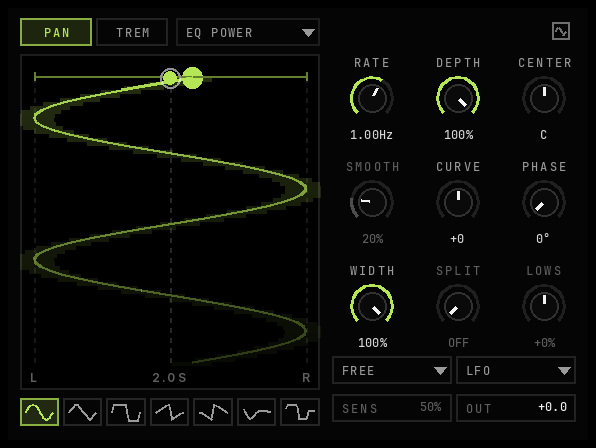 PAN TREM EQ POWER
RATE DEPTH CENTER
1.00Hz 100% C
SMOOTH CURVE PHASE
20% +0 0°
WIDTH SPLIT LOWS
100% OFF +0%
L 2.0S R
FREE LFO
SENS 50% OUT +0.0